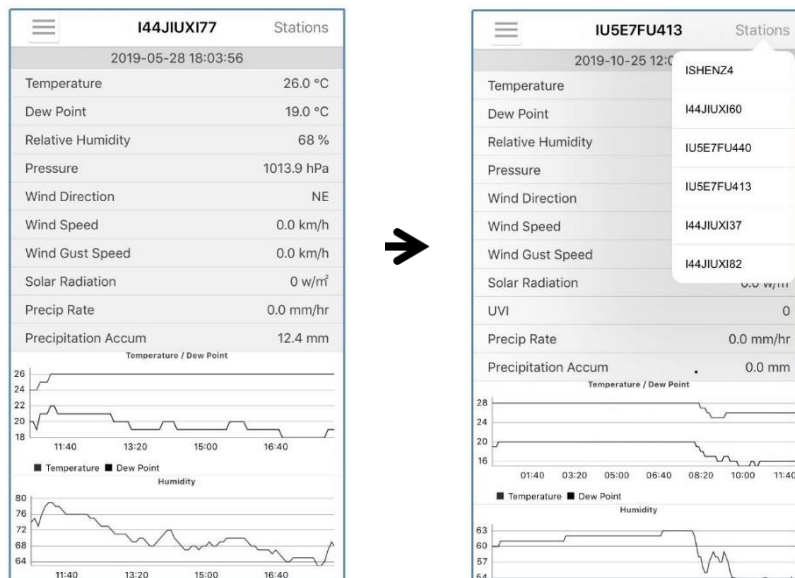 I44JIUXI77 Stations
2019-05-28 18:03:56
Temperature 26.0 °C
Dew Point 19.0 °C
Relative Humidity 68 %
Pressure 1013.9 hPa
Wind Direction NE
Wind Speed 0.0 km/h
Wind Gust Speed 0.0 km/h
Solar Radiation 0 w/m²
Precip Rate 0.0 mm/hr
Precipitation Accum 12.4 mm
Temperature / Dew Point
26
24
22
20
18
11:40 13:20 15:00 16:40
Temperature Dew Point
Humidity
80
76
72
68
64
11:40 13:20 15:00 16:40
IU5E7FU413 Stations
2019-10-25 12:0
ISHENZ4
I44JIUXI60
IU5E7FU440
IU5E7FU413
I44JIUXI37
I44JIUXI82
Temperature
Dew Point
Relative Humidity
Pressure
Wind Direction
Wind Speed
Wind Gust Speed
Solar Radiation
UVI 0
Precip Rate 0.0 mm/hr
Precipitation Accum 0.0 mm
Temperature / Dew Point
28
24
20
16
01:40 03:20 05:00 06:40 08:20 10:00 11:40
Temperature Dew Point
Humidity
63
60
57
54